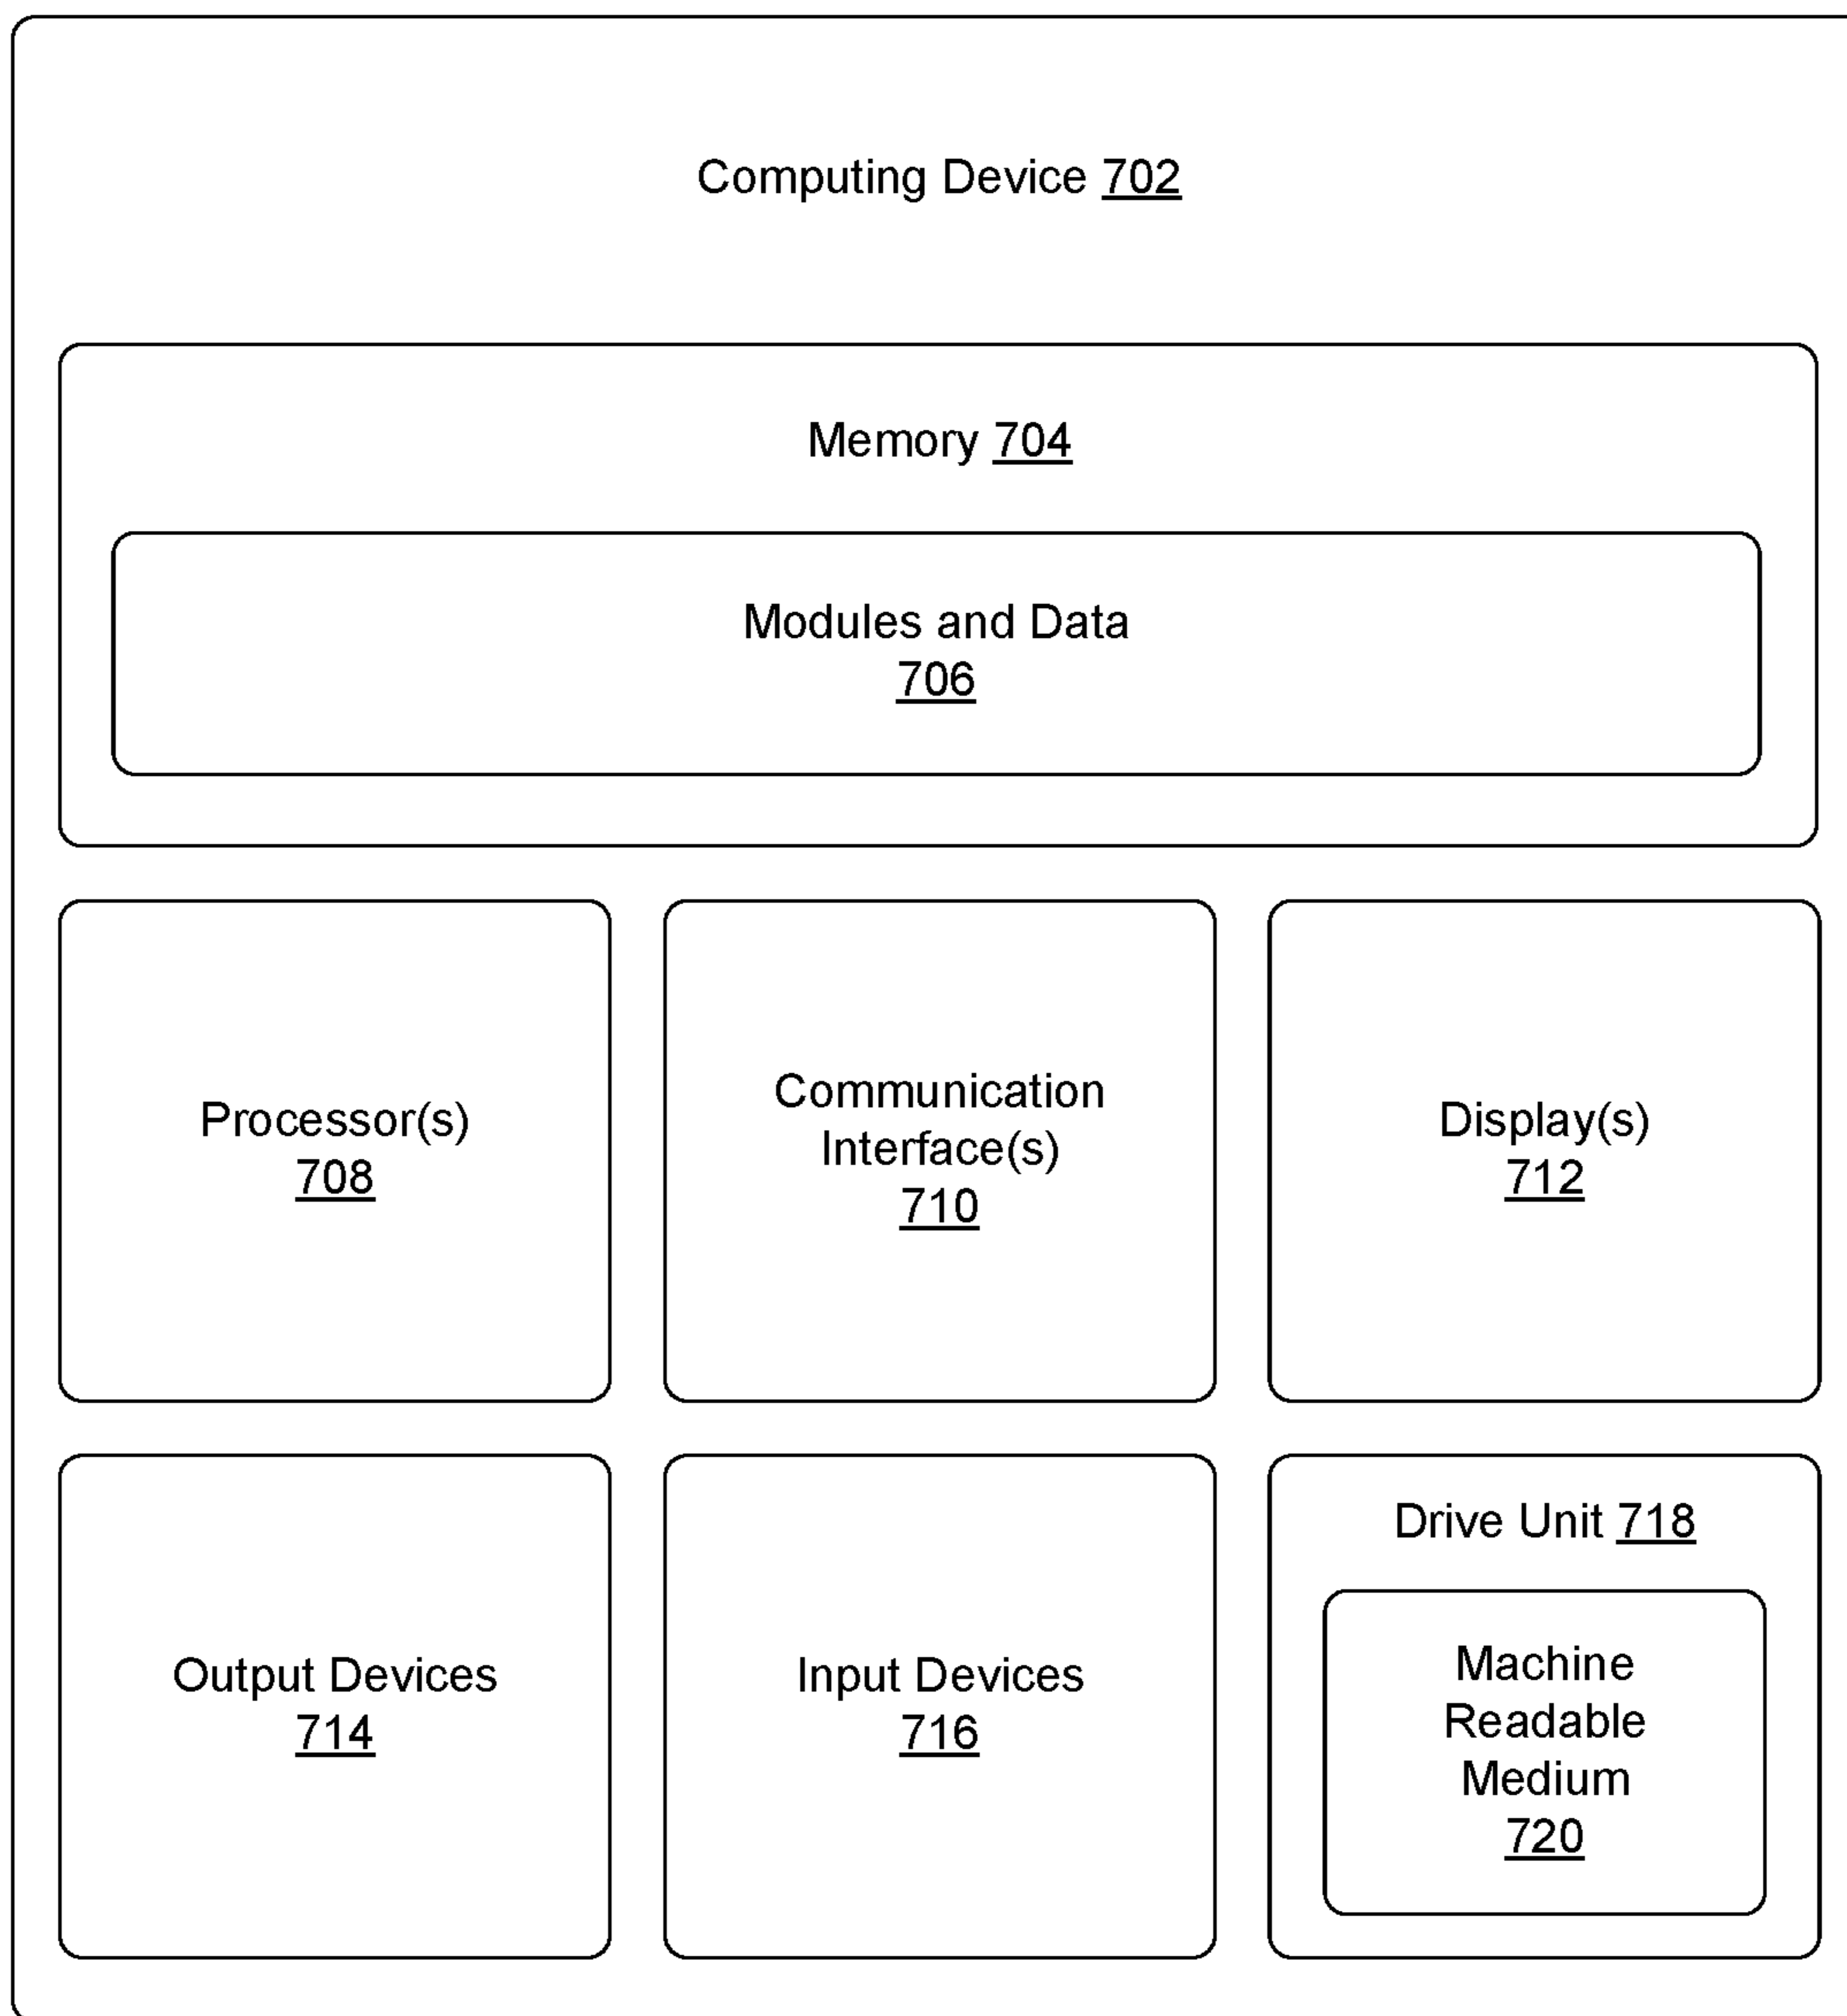 Computing Device 702
Memory 704
Modules and Data
706
Processor(s)
708
Communication
Interface(s)
710
Display(s)
712
Output Devices
714
Input Devices
716
Drive Unit 718
Machine
Readable
Medium
720